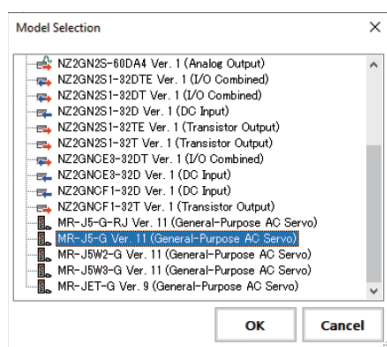 Model Selection
NZ2GN2S-60DA4 Ver. 1 (Analog Output)
NZ2GN2S1-32DTE Ver. 1 (I/O Combined)
NZ2GN2S1-32DT Ver. 1 (I/O Combined)
NZ2GN2S1-32D Ver. 1 (DC Input)
NZ2GN2S1-32TE Ver. 1 (Transistor Output)
NZ2GN2S1-32T Ver. 1 (Transistor Output)
NZ2GNCE3-32DT Ver. 1 (I/O Combined)
NZ2GNCE3-32D Ver. 1 (DC Input)
NZ2GNCF1-32D Ver. 1 (DC Input)
NZ2GNCF1-32T Ver. 1 (Transistor Output)
MR-J5-G-RJ Ver. 11 (General-Purpose AC Servo)
MR-J5-G Ver. 11 (General-Purpose AC Servo)
MR-J5W2-G Ver. 11 (General-Purpose AC Servo)
MR-J5W3-G Ver. 11 (General-Purpose AC Servo)
MR-JET-G Ver. 9 (General-Purpose AC Servo)
OK Cancel